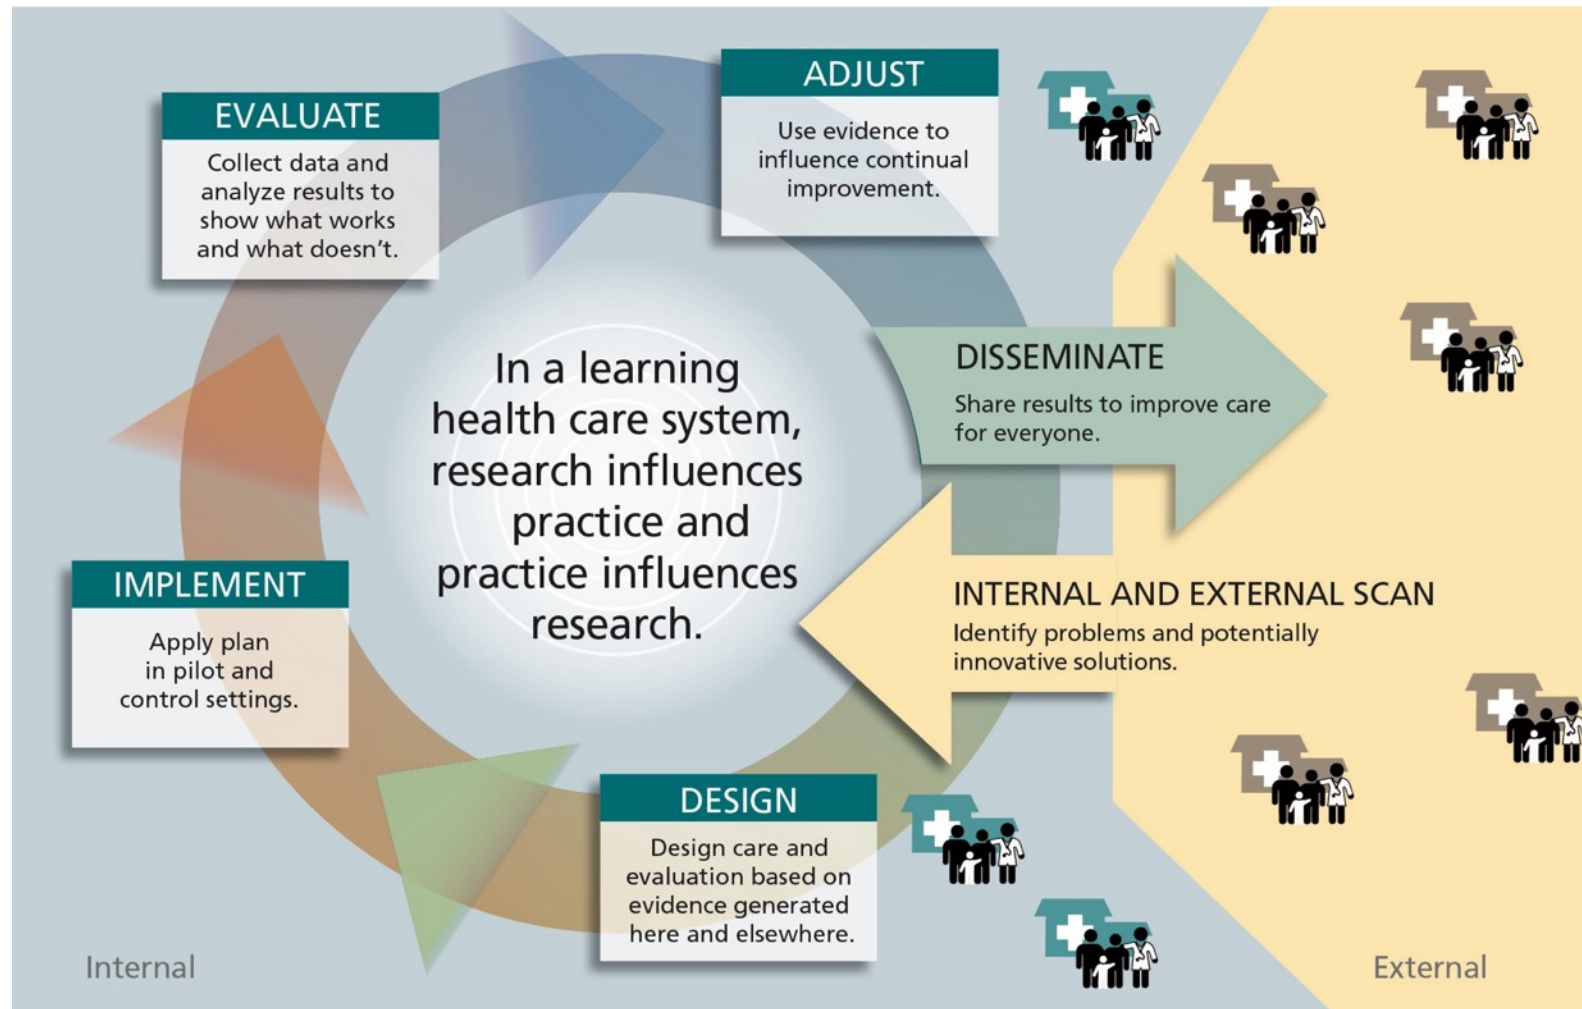 EVALUATE
Collect data and
analyze results to
show what works
and what doesn't.
ADJUST
Use evidence to
influence continual
improvement.
In a learning
health care system,
research influences
practice and
practice influences
research.
DISSEMINATE
Share results to improve care
for everyone.
INTERNAL AND EXTERNAL SCAN
Identify problems and potentially
innovative solutions.
IMPLEMENT
Apply plan
in pilot and
control settings.
DESIGN
Design care and
evaluation based on
evidence generated
here and elsewhere.
Internal
External